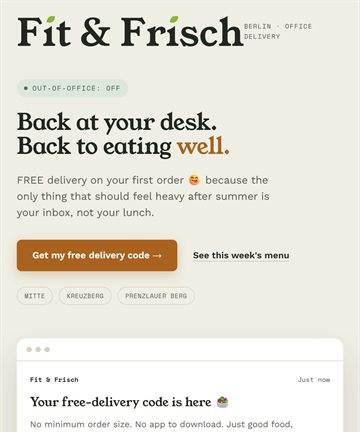 Fit & Frisch
BERLIN · OFFICE
DELIVERY
OUT-OF-OFFICE: OFF
Back at your desk.
Back to eating well.
FREE delivery on your first order 🥰 because the
only thing that should feel heavy after summer is
your inbox, not your lunch.
Get my free delivery code →
See this week's menu
MITTE
KREUZBERG
PRENZLAUER BERG
Fit & Frisch
Just now
Your free-delivery code is here 🥗
No minimum order size. No app to download. Just good food,